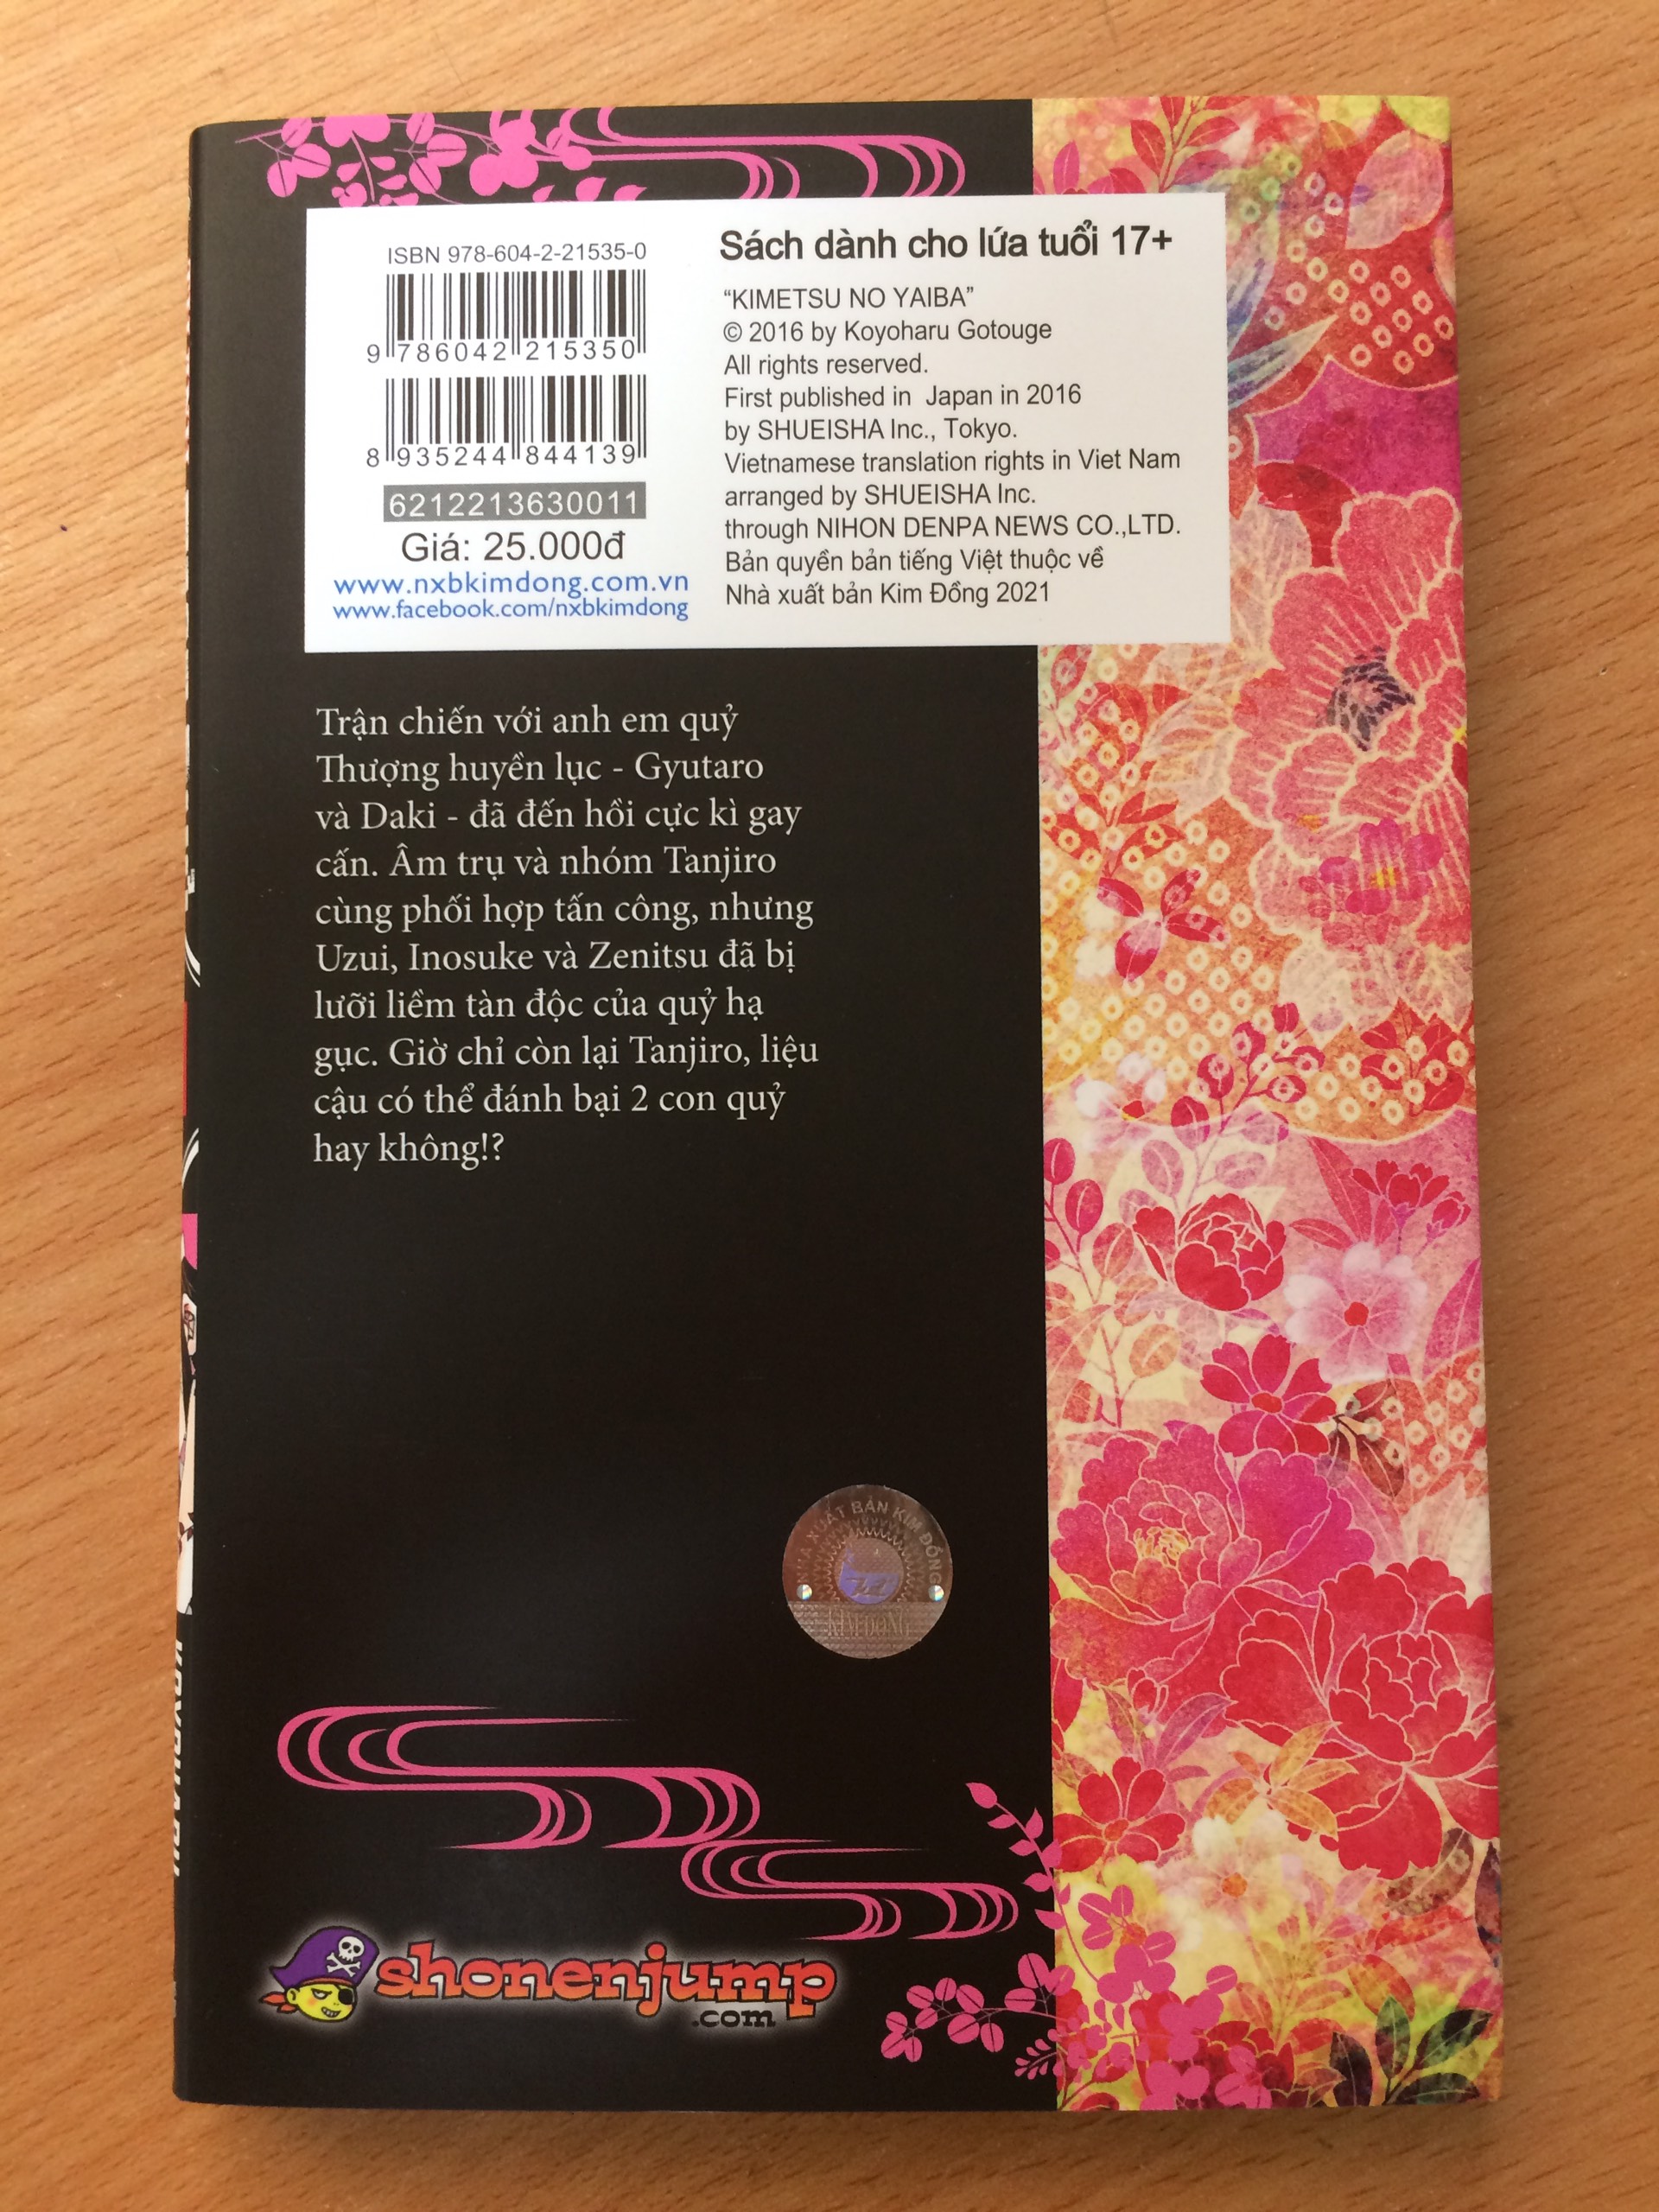 ISBN 978-604-2-21535-0
9 786042 215350
8 935244 844139
6212213630011
Giá: 25.000đ
www.nxbkimdong.com.vn
www.facebook.com/nxbkimdong
Sách dành cho lứa tuổi 17+
“KIMETSU NO YAIBA”
© 2016 by Koyoharu Gotouge
All rights reserved.
First published in Japan in 2016
by SHUEISHA Inc., Tokyo.
Vietnamese translation rights in Viet Nam
arranged by SHUEISHA Inc.
through NIHON DENPA NEWS CO.,LTD.
Bản quyền bản tiếng Việt thuộc về
Nhà xuất bản Kim Đồng 2021
Trận chiến với anh em quỷ
Thượng huyền lục - Gyutaro
và Daki - đã đến hồi cực kì gay
cấn. Âm trụ và nhóm Tanjiro
cùng phối hợp tấn công, nhưng
Uzui, Inosuke và Zenitsu đã bị
lưỡi liềm tàn độc của quỷ hạ
gục. Giờ chỉ còn lại Tanjiro, liệu
cậu có thể đánh bại 2 con quỷ
hay không!?
NHÀ XUẤT BẢN KIM ĐỒNG
KIM ĐỒNG
shonenjump
.com